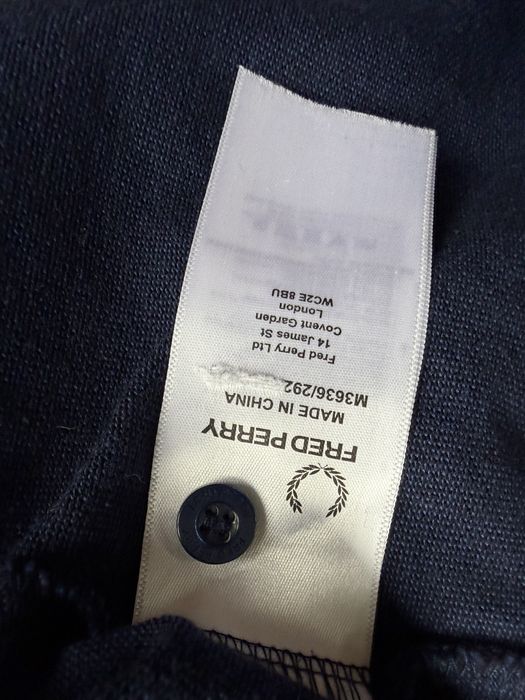 FRED PERRY
MADE IN CHINA
M3636/292
Fred Perry Ltd
14 James St
Covent Garden
London
WC2E 8BU